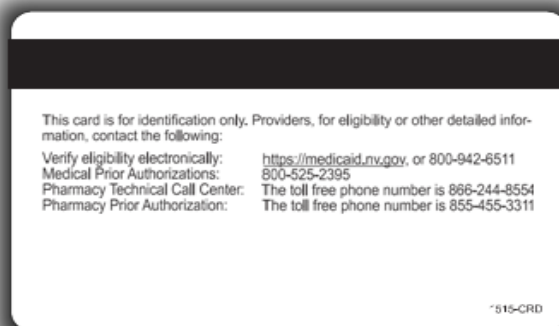 This card is for identification only. Providers, for eligibility or other detailed infor-
mation, contact the following:
Verify eligibility electronically: https://medicaid.nv.gov, or 800-942-6511
Medical Prior Authorizations: 800-525-2395
Pharmacy Technical Call Center: The toll free phone number is 866-244-8554
Pharmacy Prior Authorization: The toll free phone number is 855-455-3311
515-CRD